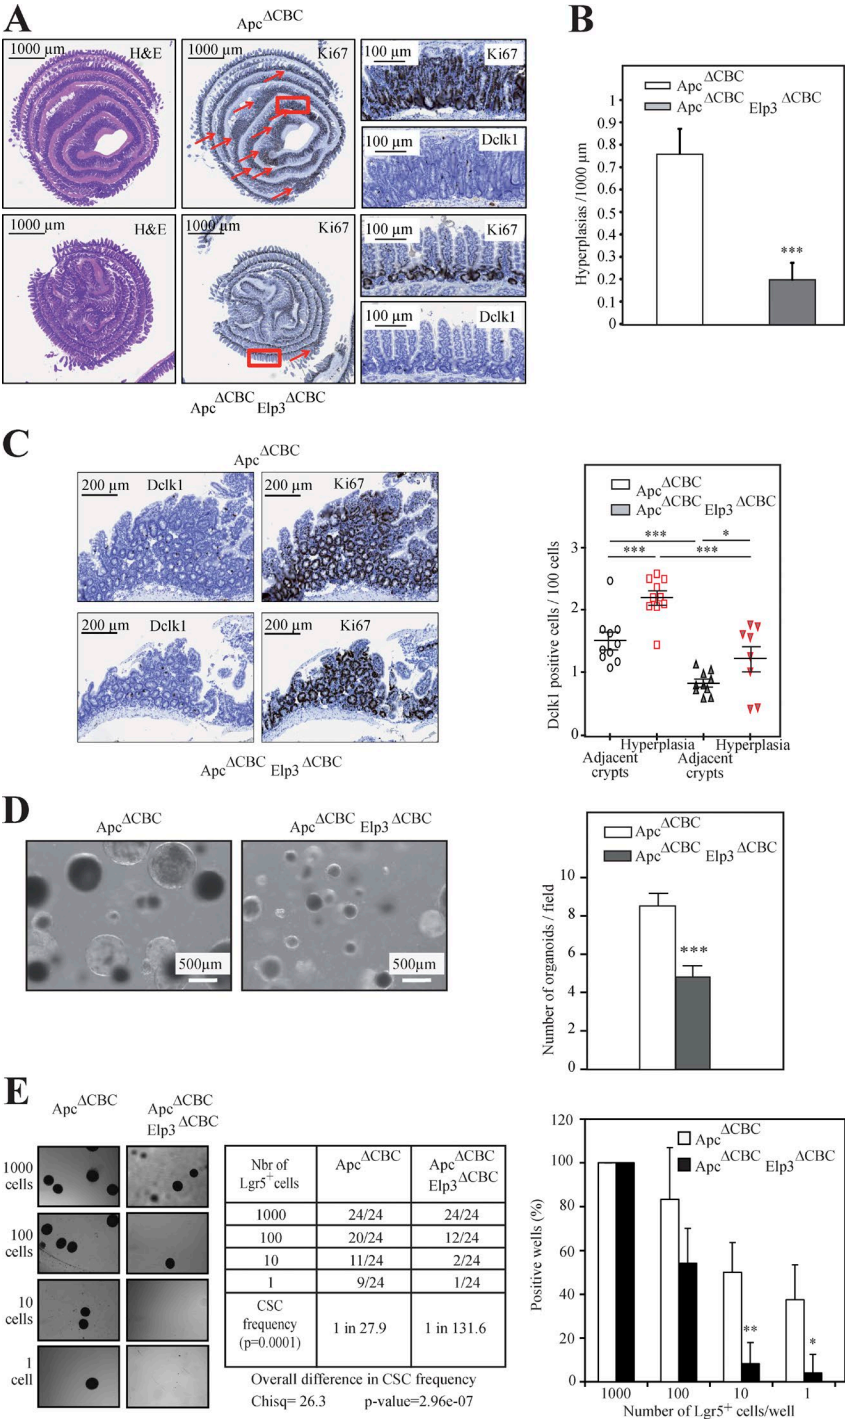 A
Apc ΔCBC
1000 µm
H&E
1000 µm
Ki67
100 µm
Ki67
100 µm
Dclk1
1000 µm
H&E
1000 µm
Ki67
100 µm
Ki67
100 µm
Dclk1
Apc ΔCBC Elp3 ΔCBC
B
Apc ΔCBC
Apc ΔCBC Elp3 ΔCBC
Hyperplasias /1000 µm
1
0.9
0.8
0.7
0.6
0.5
0.4
0.3
0.2
0.1
0
***
C
Apc ΔCBC
200 µm
Dclk1
200 µm
Ki67
200 µm
Dclk1
200 µm
Ki67
Apc ΔCBC Elp3 ΔCBC
Apc ΔCBC
Apc ΔCBC Elp3 ΔCBC
*** *
*** ***
Dclk1 positive cells / 100 cells
3
2
1
0
Adjacent crypts
Hyperplasia
Adjacent crypts
Hyperplasia
D
Apc ΔCBC
Apc ΔCBC Elp3 ΔCBC
500µm
500µm
Apc ΔCBC
Apc ΔCBC Elp3 ΔCBC
Number of organoids / field
10
8
6
4
2
0
***
E
Apc ΔCBC
Apc ΔCBC
Elp3 ΔCBC
1000 cells
100 cells
10 cells
1 cell
Nbr of Lgr5+cells Apc ΔCBC Apc ΔCBC Elp3 ΔCBC
1000 24/24 24/24
100 20/24 12/24
10 11/24 2/24
1 9/24 1/24
CSC frequency (p=0.0001) 1 in 27.9 1 in 131.6
Overall difference in CSC frequency
Chisq= 26.3 p-value=2.96e-07
Apc ΔCBC
Apc ΔCBC Elp3 ΔCBC
Positive wells (%)
120
100
80
60
40
20
0
**
*
1000 100 10 1
Number of Lgr5+ cells/well